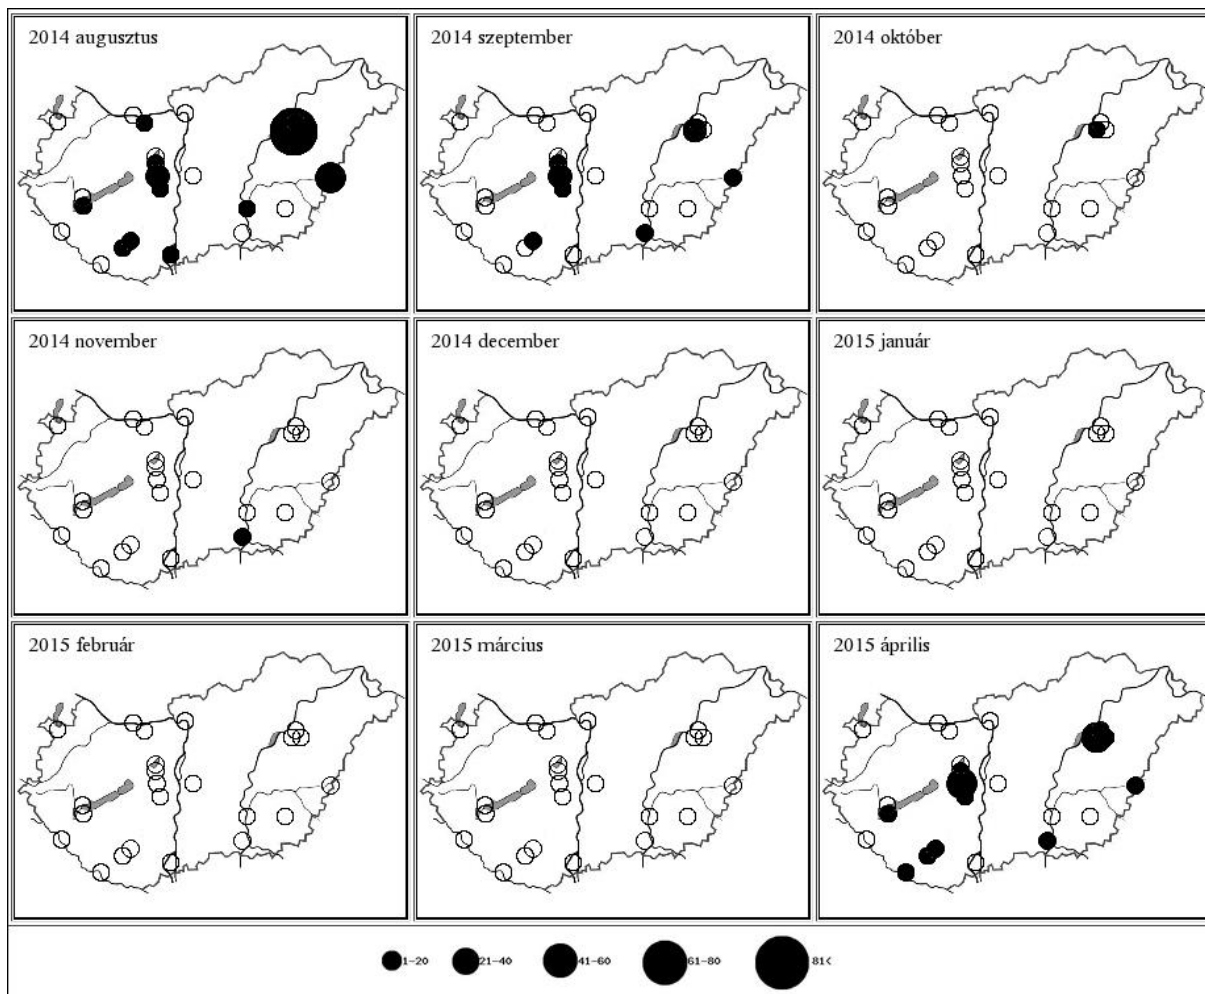 2014 augusztus
2014 szeptember
2014 október
2014 november
2014 december
2015 január
2015 február
2015 március
2015 április
1-20
21-40
41-60
61-80
81<